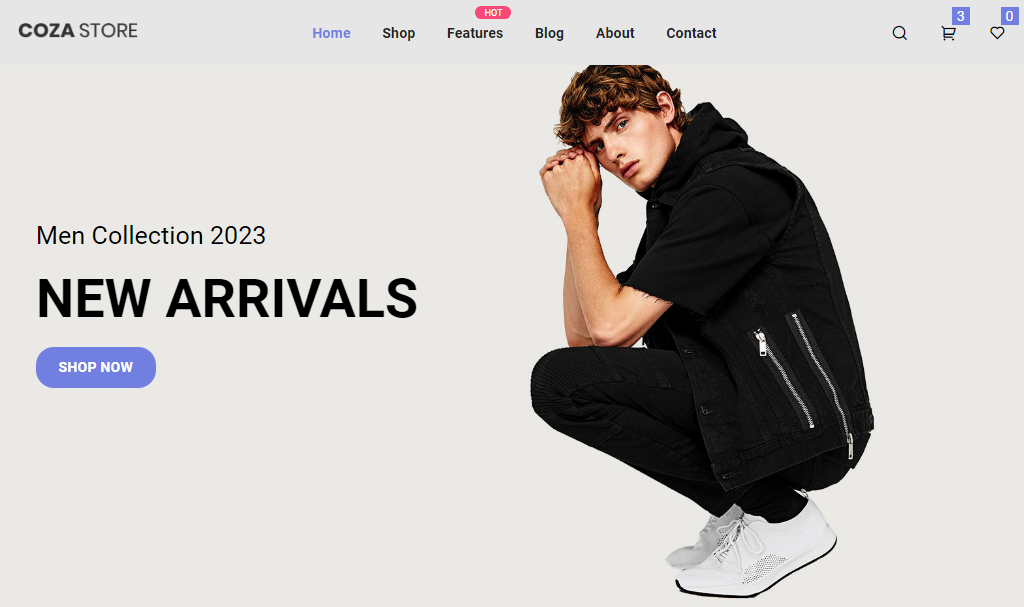 COZA STORE
Home
Shop
HOT
Features
Blog
About
Contact
3
0
Men Collection 2023
NEW ARRIVALS
SHOP NOW